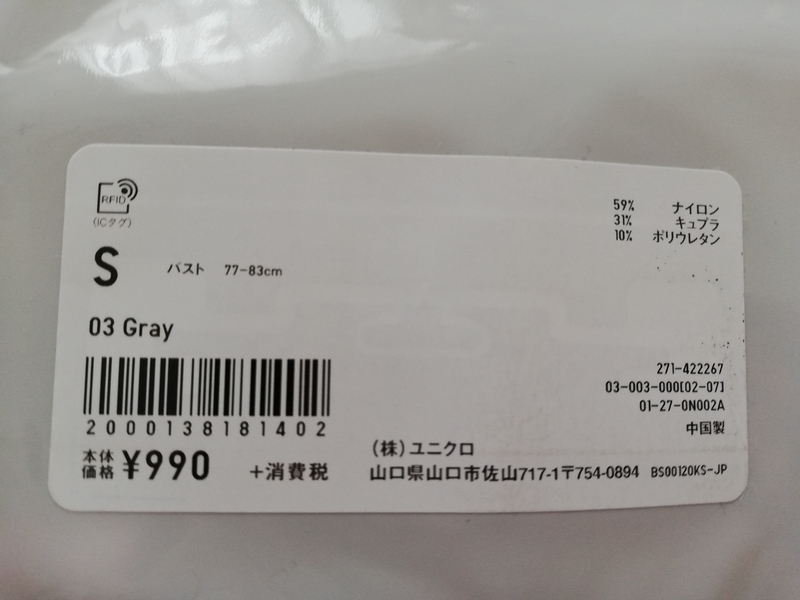 RFID
(ICタグ)
S バスト 77-83cm
03 Gray
59% ナイロン
31% キュプラ
10% ポリウレタン
271-422267
03-003-000[02-07]
01-27-0N002A
中国製
2000138181402
本体価格 ¥990 +消費税
(株)ユニクロ
山口県山口市佐山717-1〒754-0894 BS00120KS-JP